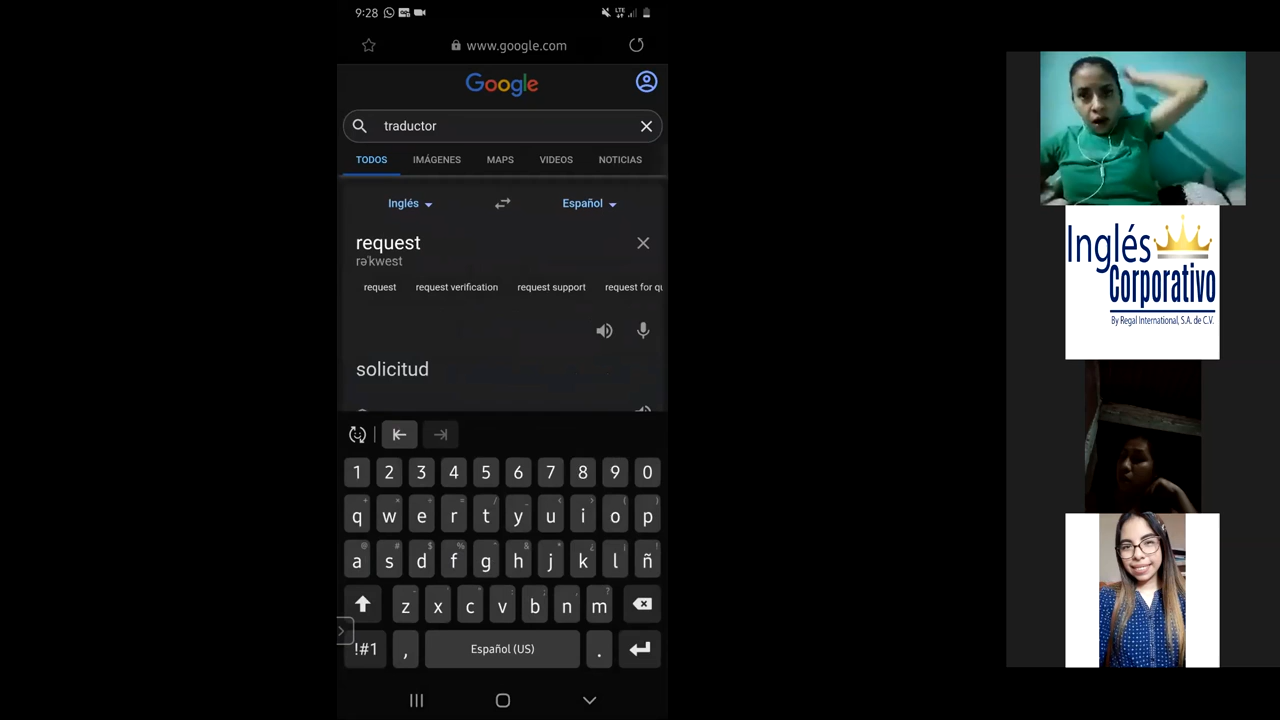 9:28
www.google.com
Google
traductor
TODOS IMÁGENES MAPS VIDEOS NOTICIAS
Inglés Español
request
rəˈkwest
request request verification request support request for qu
solicitud
1 2 3 4 5 6 7 8 9 0
q w e r t y u i o p
a s d f g h j k l ñ
z x c v b n m
!#1 , Español (US) .
Inglés
Corporativo
By Regal International, S.A. de C.V.